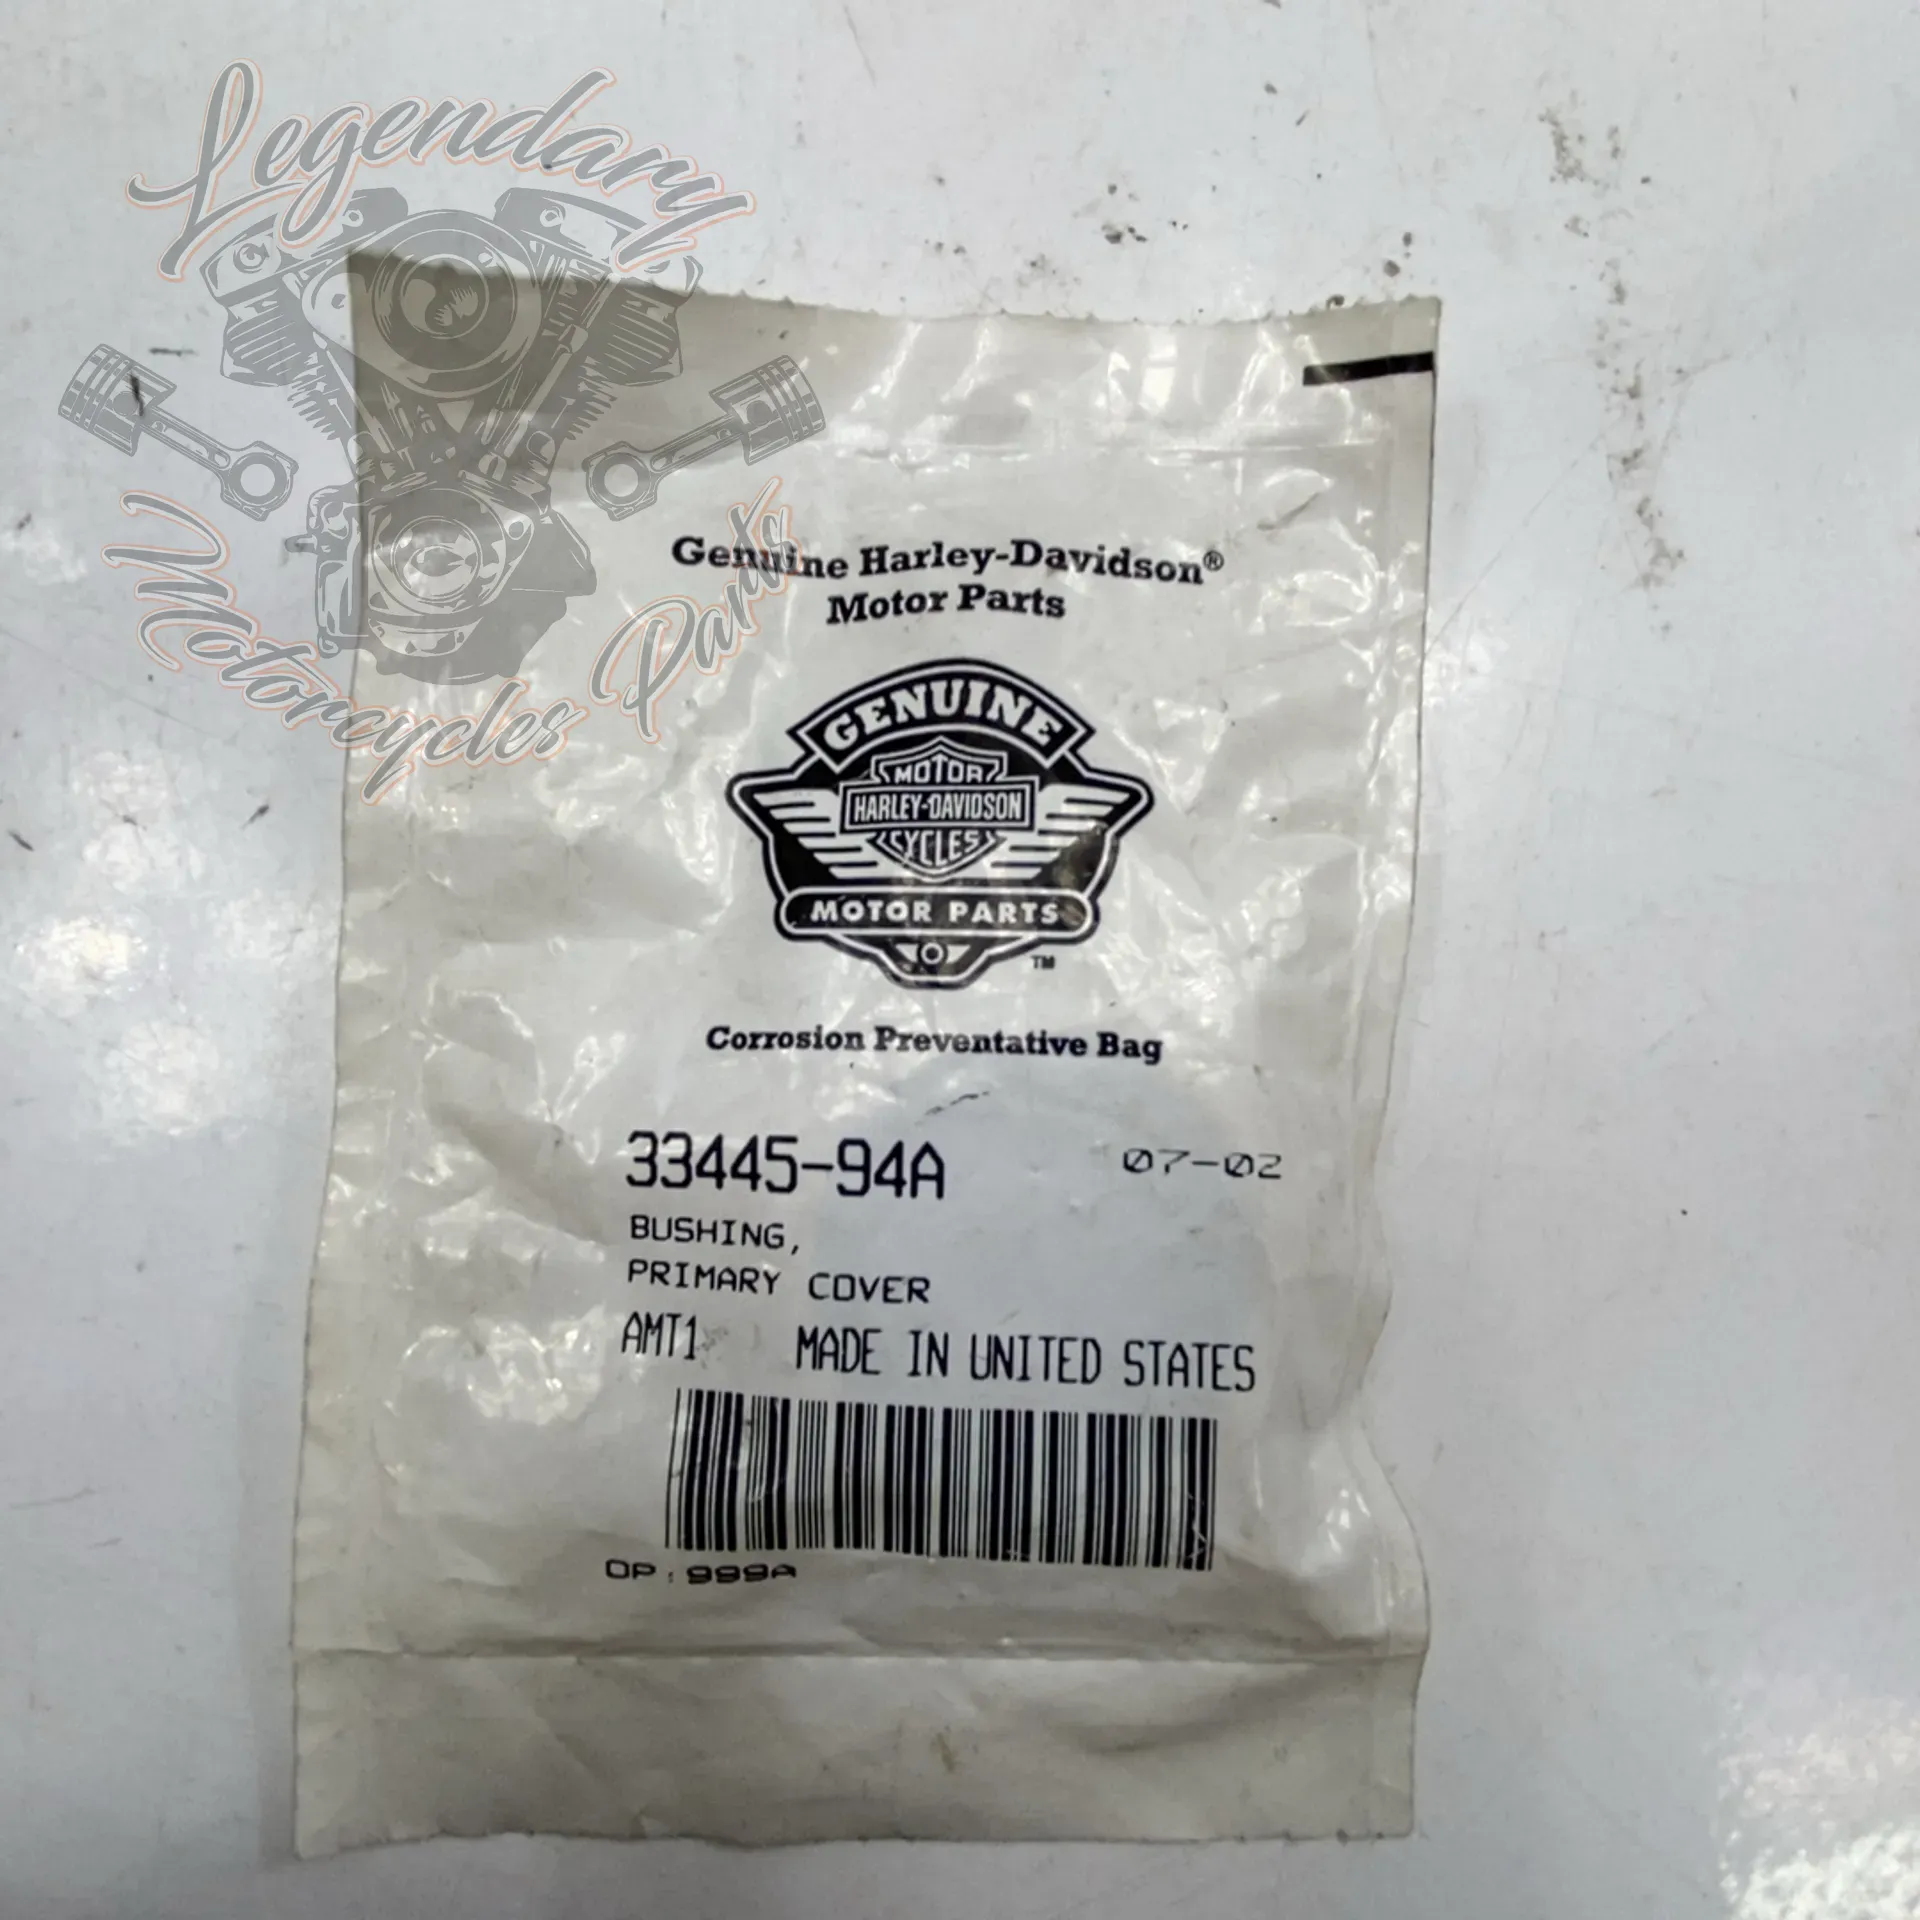 Legendary
Motorcycles Parts
Genuine Harley-Davidson®
Motor Parts
GENUINE
MOTOR
HARLEY-DAVIDSON
CYCLES
MOTOR PARTS
TM
Corrosion Preventative Bag
33445-94A 07-02
BUSHING,
PRIMARY COVER
AMT1 MADE IN UNITED STATES
OP: 999A